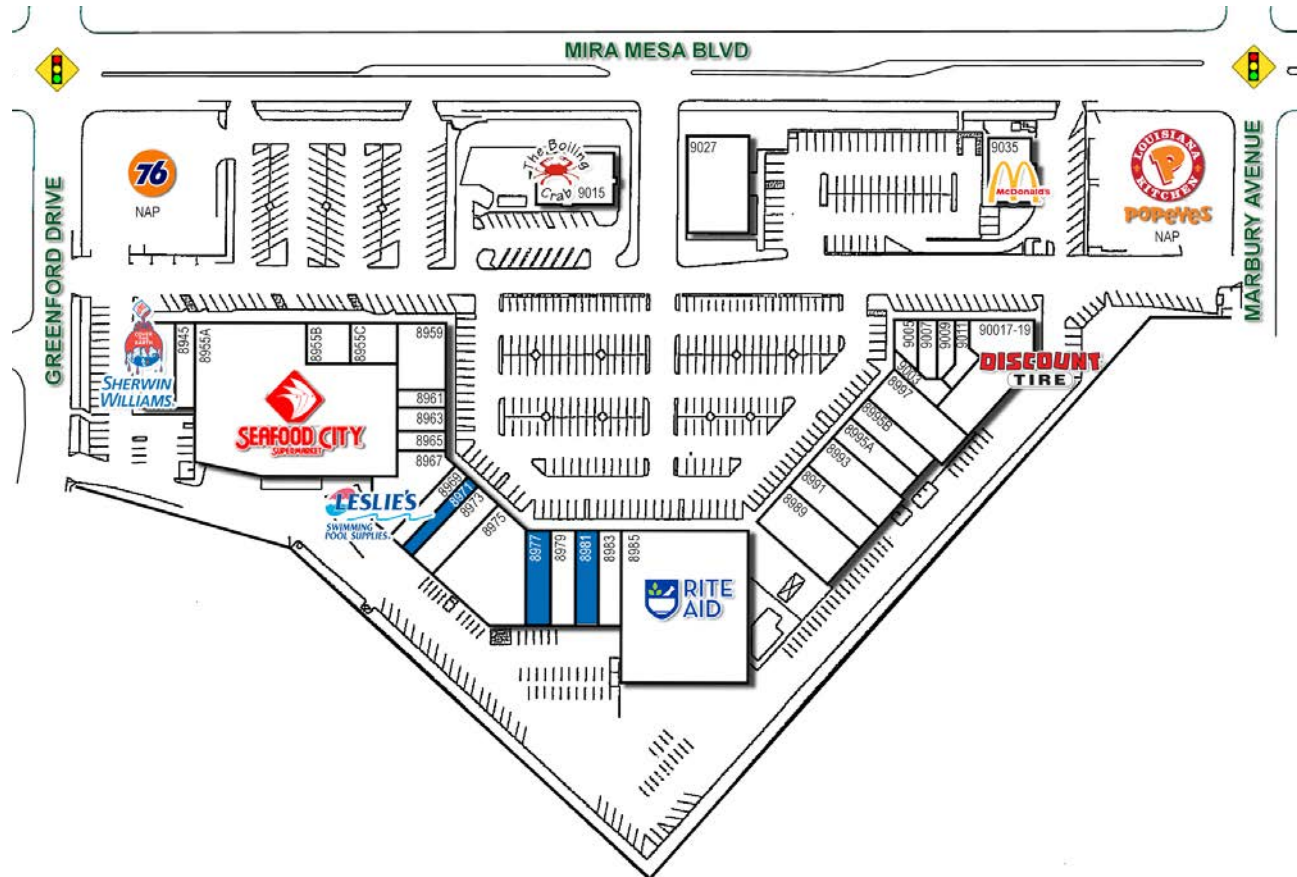 MIRA MESA BLVD
GREENFORD DRIVE
MARBURY AVENUE
76
NAP
The Boiling
Crab
9015
9027
9035
McDonald's
LOUISIANA
KITCHEN
POPEYES
NAP
COVER
THE
EARTH
SHERWIN
WILLIAMS.
8945
8955A
8955B
8955C
8959
SEAFOOD CITY
SUPERMARKET
8961
8963
8965
8967
9005
9007
9009
9011
90017-19
DISCOUNT
TIRE
9003
8997
8995B
8995A
8993
8991
8989
LESLIE'S
SWIMMING
POOL SUPPLIES.
8969
8971
8973
8975
8977
8979
8981
8983
8985
RITE
AID